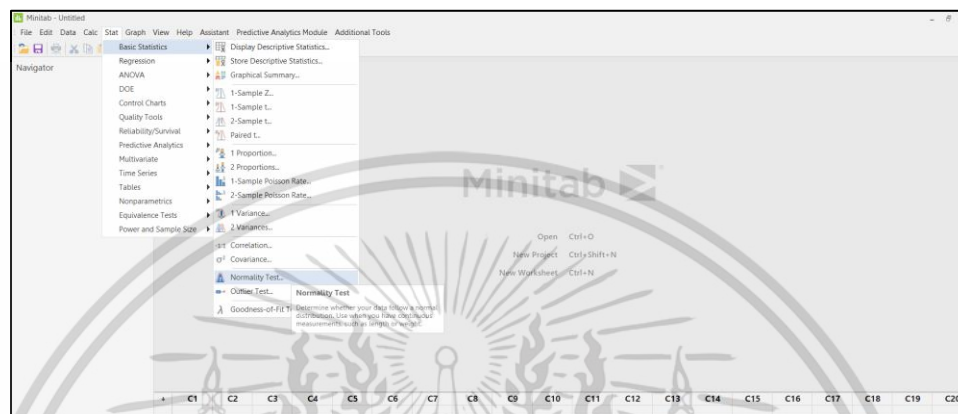 Minitab - Untitled
File Edit Data Calc Stat Graph View Help Assistant Predictive Analytics Module Additional Tools
Navigator
Basic Statistics
Regression
ANOVA
DOE
Control Charts
Quality Tools
Reliability/Survival
Predictive Analytics
Multivariate
Time Series
Tables
Nonparametrics
Equivalence Tests
Power and Sample Size
Display Descriptive Statistics...
Store Descriptive Statistics...
Graphical Summary...
1-Sample Z...
1-Sample t...
2-Sample t...
Paired t...
1 Proportion...
2 Proportions...
1-Sample Poisson Rate...
2-Sample Poisson Rate...
1 Variance...
2 Variances...
Correlation...
Covariance...
Normality Test...
Outlier Test...
Goodness-of-Fit T
Normality Test
Determine whether your data follow a normal
distribution. Use when you have continuous
measurements, such as length or weight.
Minitab
Open Ctrl+O
New Project Ctrl+Shift+N
New Worksheet Ctrl+N
+ C1 C2 C3 C4 C5 C6 C7 C8 C9 C10 C11 C12 C13 C14 C15 C16 C17 C18 C19 C20